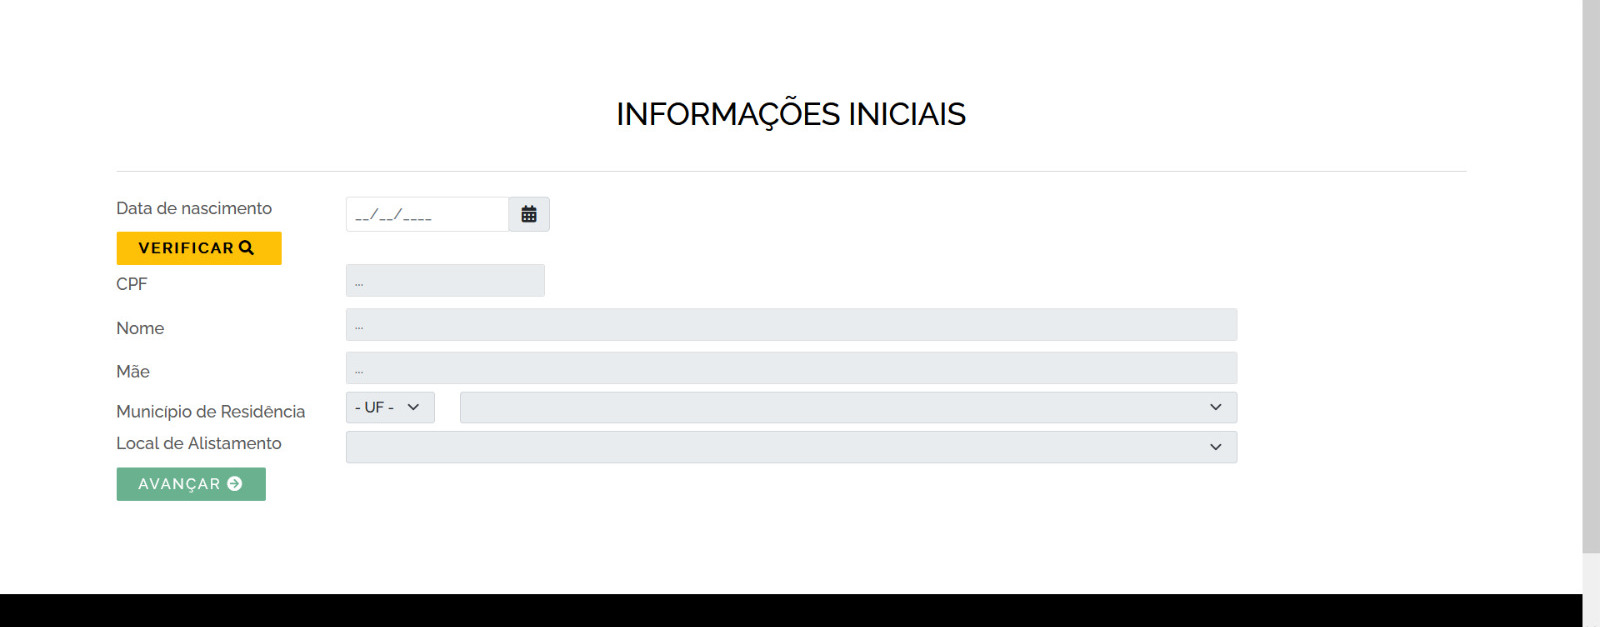 INFORMAÇÕES INICIAIS
Data de nascimento
__/__/____
VERIFICAR
CPF
...
Nome
...
Mãe
...
Município de Residência
- UF -
Local de Alistamento
AVANÇAR